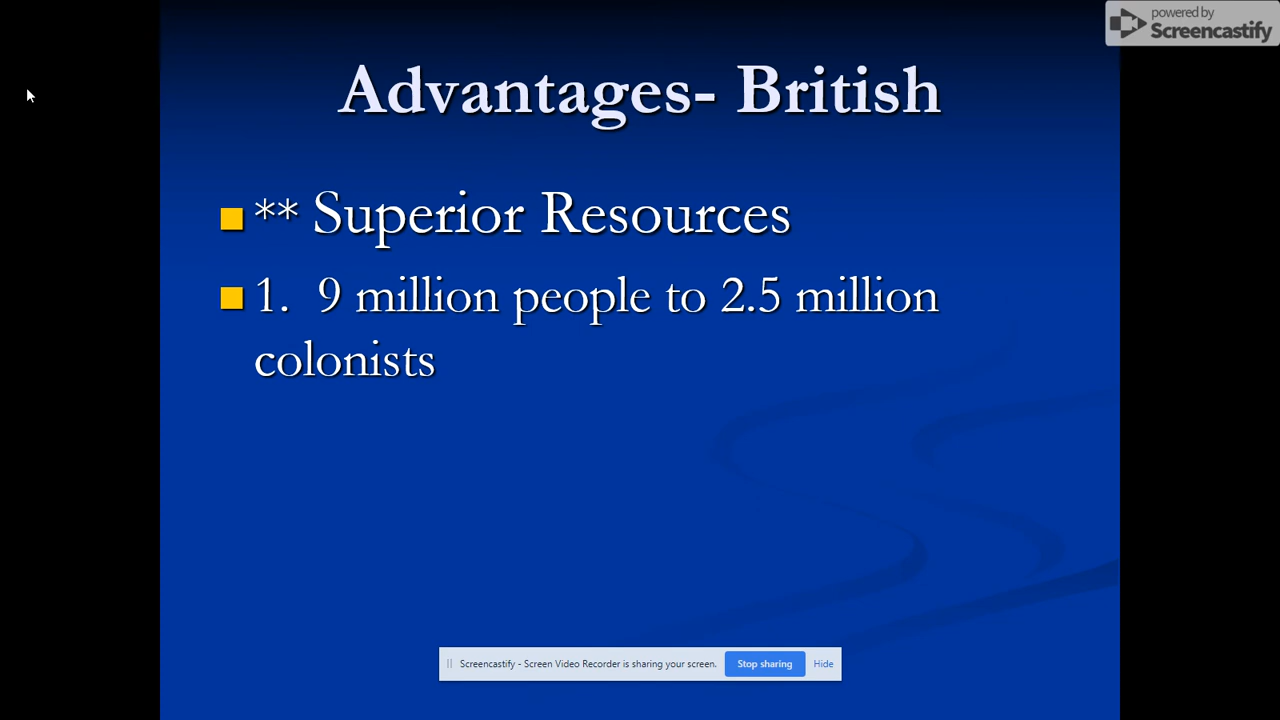 powered by
Screencastify
Advantages- British
** Superior Resources
1. 9 million people to 2.5 million
colonists
Screencastify - Screen Video Recorder is sharing your screen. Stop sharing Hide